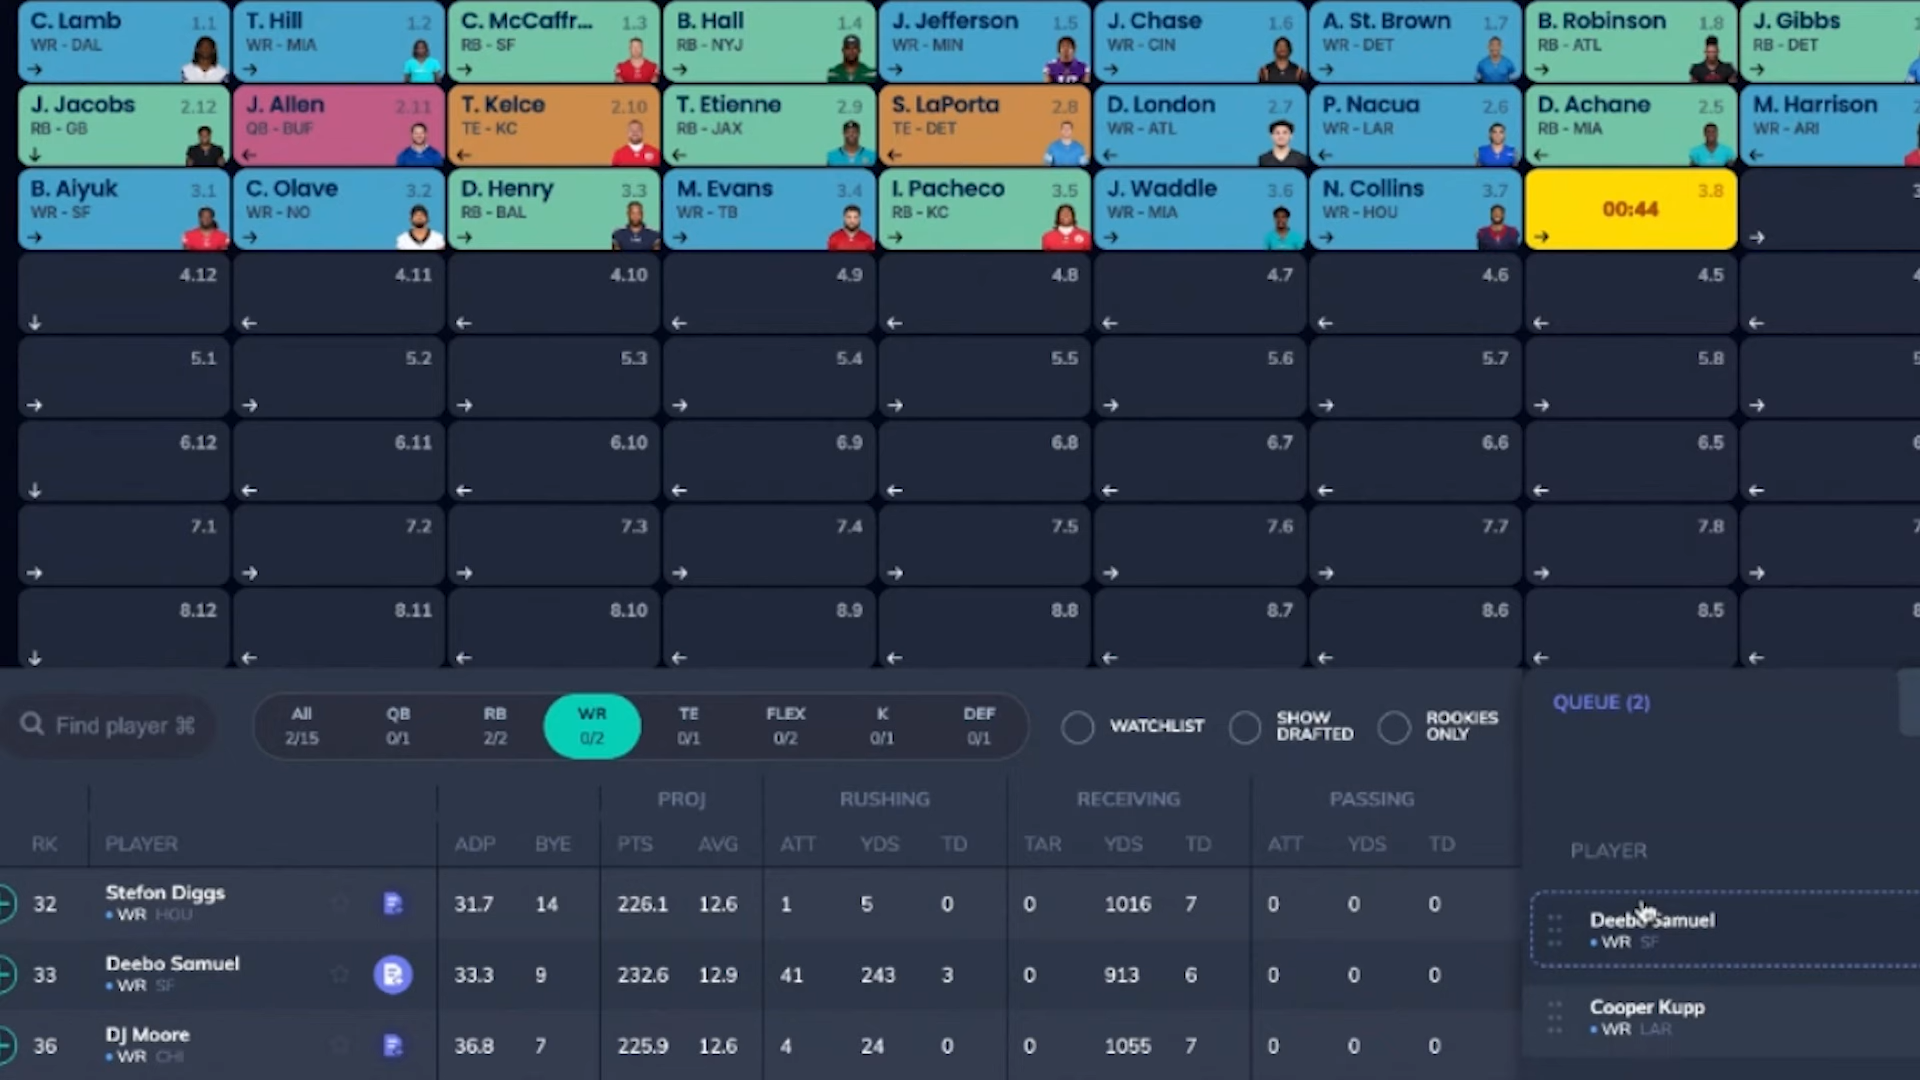 C. Lamb 1.1 T. Hill 1.2 C. McCaffr... 1.3 B. Hall 1.4 J. Jefferson 1.5 J. Chase 1.6 A. St. Brown 1.7 B. Robinson 1.8 J. Gibbs
WR - DAL WR - MIA RB - SF RB - NYJ WR - MIN WR - CIN WR - DET RB - ATL RB - DET
J. Jacobs 2.12 J. Allen 2.11 T. Kelce 2.10 T. Etienne 2.9 S. LaPorta 2.8 D. London 2.7 P. Nacua 2.6 D. Achane 2.5 M. Harrison
RB - GB QB - BUF TE - KC RB - JAX TE - DET WR - ATL WR - LAR RB - MIA WR - ARI
B. Aiyuk 3.1 C. Olave 3.2 D. Henry 3.3 M. Evans 3.4 I. Pacheco 3.5 J. Waddle 3.6 N. Collins 3.7 3.8
WR - SF WR - NO RB - BAL WR - TB RB - KC WR - MIA WR - HOU 00:44
4.12 4.11 4.10 4.9 4.8 4.7 4.6 4.5
5.1 5.2 5.3 5.4 5.5 5.6 5.7 5.8
6.12 6.11 6.10 6.9 6.8 6.7 6.6 6.5
7.1 7.2 7.3 7.4 7.5 7.6 7.7 7.8
8.12 8.11 8.10 8.9 8.8 8.7 8.6 8.5
Find player ⌘
All QB RB WR TE FLEX K DEF
2/15 0/1 2/2 0/2 0/1 0/2 0/1 0/1
WATCHLIST
SHOW
DRAFTED
ROOKIES
ONLY
QUEUE (2)
PROJ RUSHING RECEIVING PASSING
RK PLAYER ADP BYE PTS AVG ATT YDS TD TAR YDS TD ATT YDS TD
32 Stefon Diggs 31.7 14 226.1 12.6 1 5 0 0 1016 7 0 0 0
WR HOU
33 Deebo Samuel 33.3 9 232.6 12.9 41 243 3 0 913 6 0 0 0
WR SF
36 DJ Moore 36.8 7 225.9 12.6 4 24 0 0 1055 7 0 0 0
WR CHI
PLAYER
Deebo Samuel
WR SF
Cooper Kupp
WR LAR